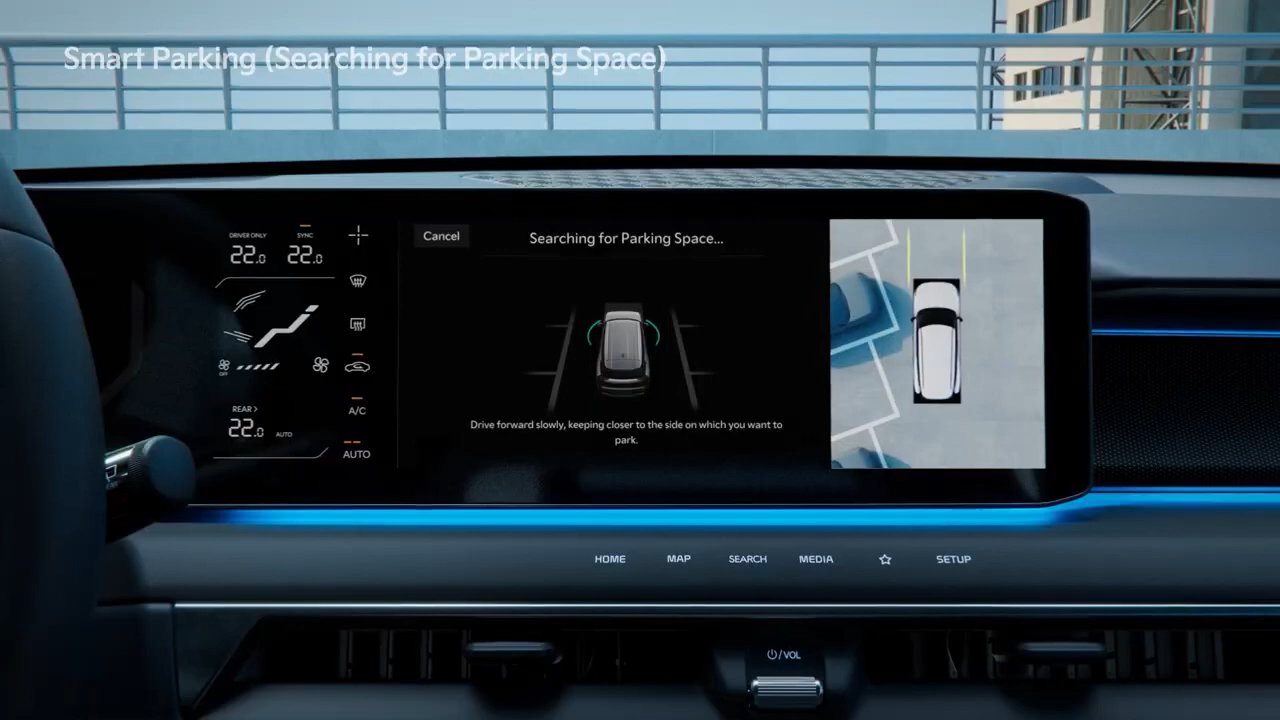 Smart Parking (Searching for Parking Space)
DRIVER ONLY
SYNC
22.0
22.0
Cancel
Searching for Parking Space...
OFF
REAR >
22.0
AUTO
A/C
AUTO
Drive forward slowly, keeping closer to the side on which you want to
park.
HOME
MAP
SEARCH
MEDIA
SETUP
/VOL